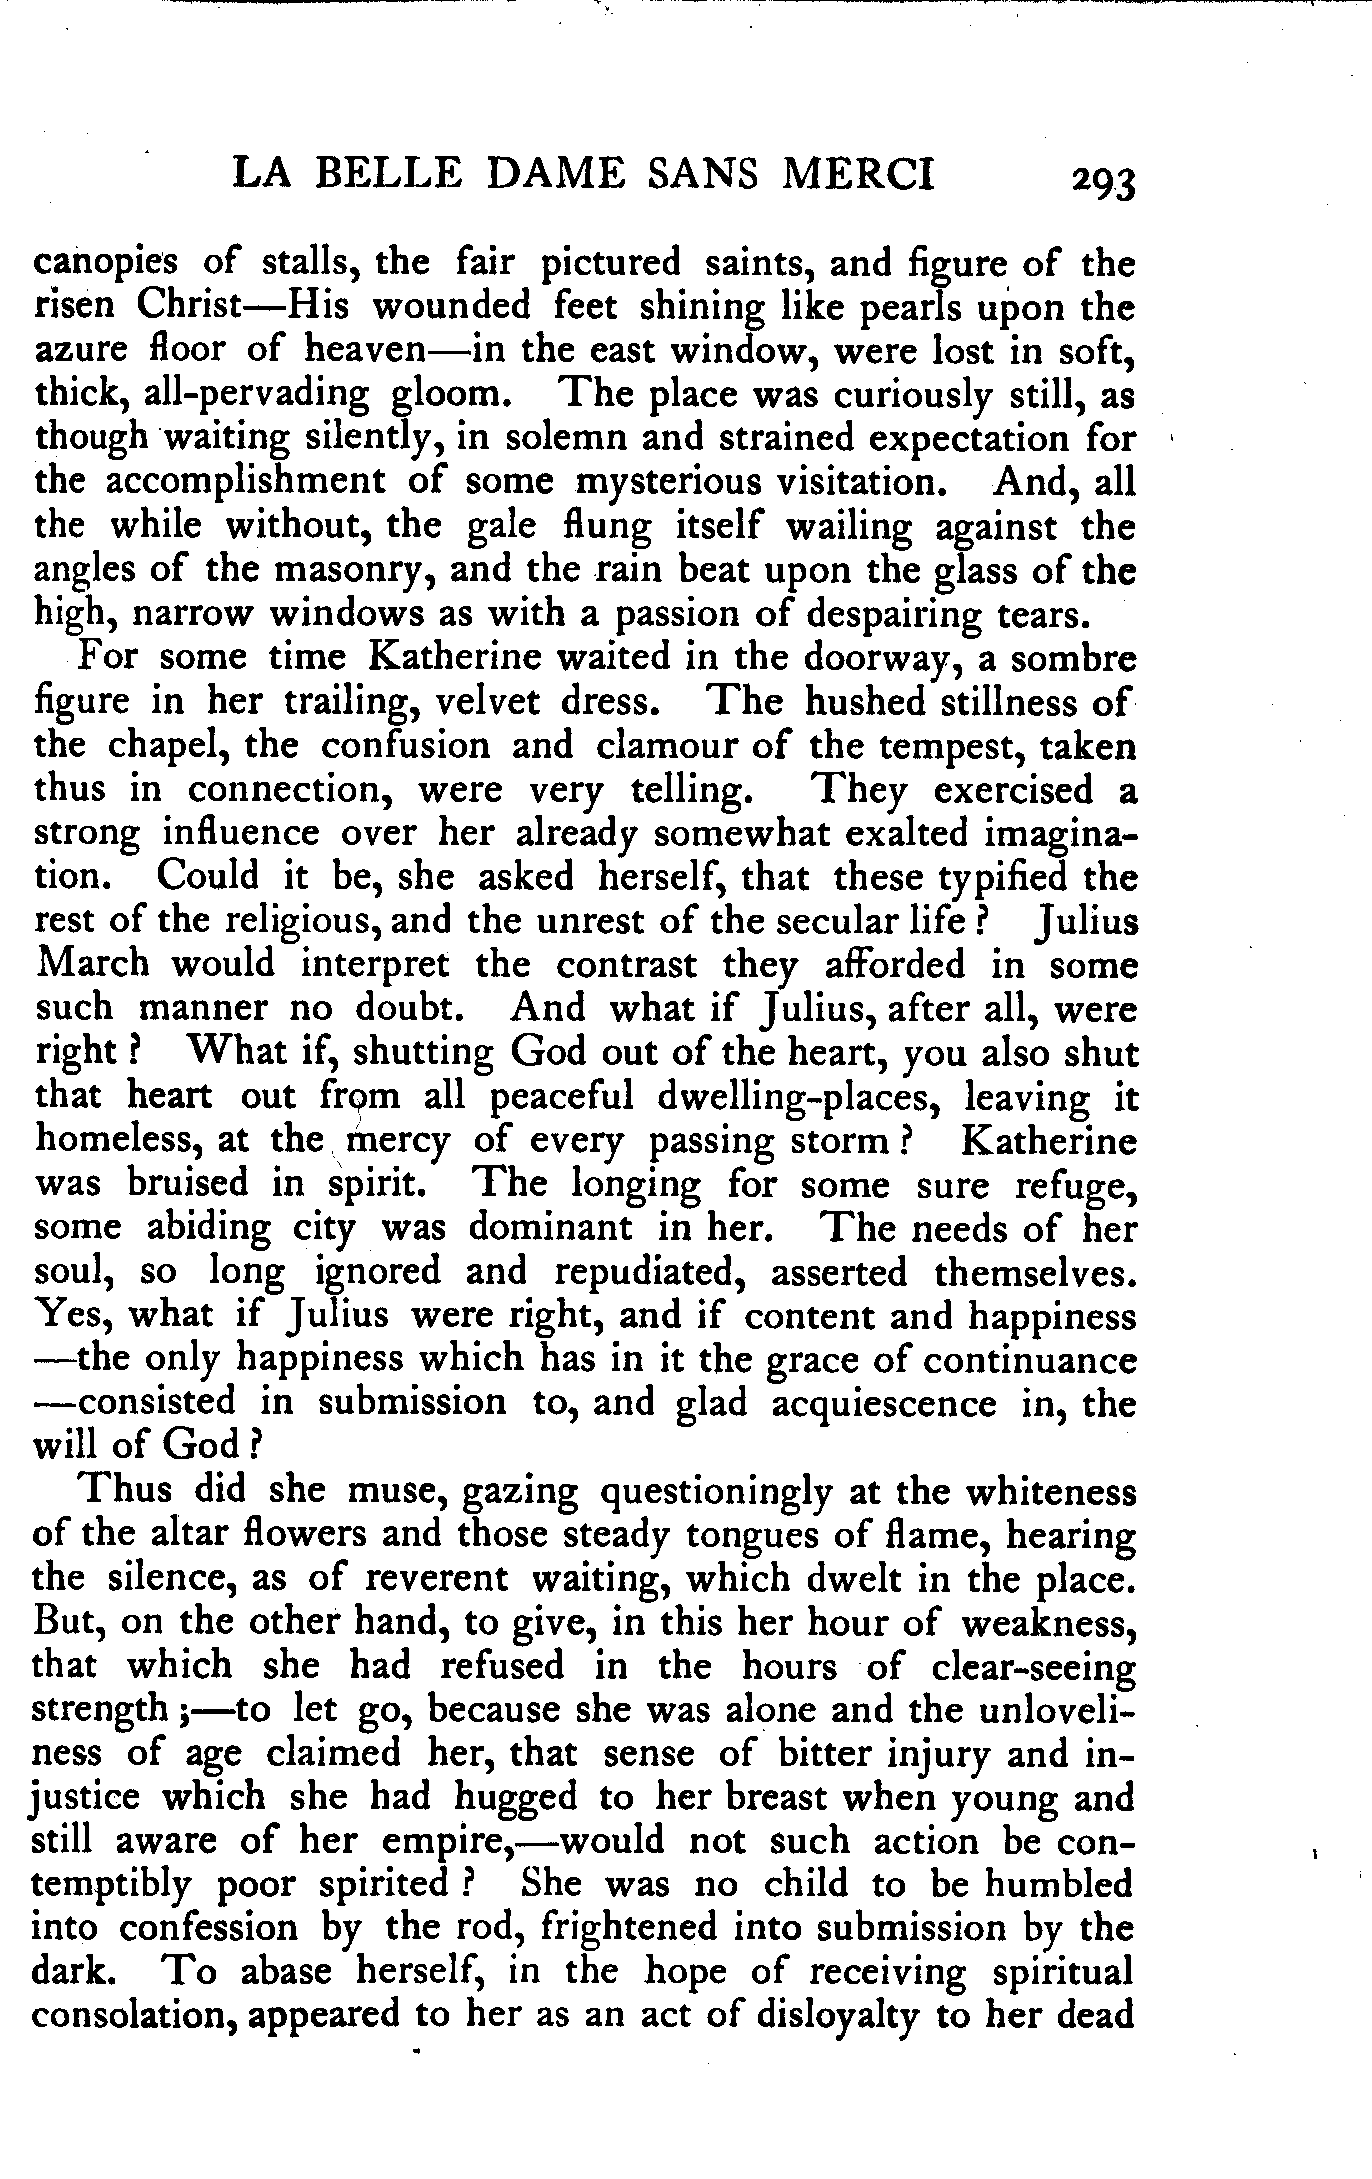 LA BELLE DAME SANS MERCI 293
canopies of stalls, the fair pictured saints, and figure of the
risen Christ—His wounded feet shining like pearls upon the
azure floor of heaven—in the east window, were lost in soft,
thick, all-pervading gloom. The place was curiously still, as
though waiting silently, in solemn and strained expectation for
the accomplishment of some mysterious visitation. And, all
the while without, the gale flung itself wailing against the
angles of the masonry, and the rain beat upon the glass of the
high, narrow windows as with a passion of despairing tears.
For some time Katherine waited in the doorway, a sombre
figure in her trailing, velvet dress. The hushed stillness of
the chapel, the confusion and clamour of the tempest, taken
thus in connection, were very telling. They exercised a
strong influence over her already somewhat exalted imagina-
tion. Could it be, she asked herself, that these typified the
rest of the religious, and the unrest of the secular life? Julius
March would interpret the contrast they afforded in some
such manner no doubt. And what if Julius, after all, were
right? What if, shutting God out of the heart, you also shut
that heart out from all peaceful dwelling-places, leaving it
homeless, at the mercy of every passing storm? Katherine
was bruised in spirit. The longing for some sure refuge,
some abiding city was dominant in her. The needs of her
soul, so long ignored and repudiated, asserted themselves.
Yes, what if Julius were right, and if content and happiness
—the only happiness which has in it the grace of continuance
—consisted in submission to, and glad acquiescence in, the
will of God?
Thus did she muse, gazing questioningly at the whiteness
of the altar flowers and those steady tongues of flame, hearing
the silence, as of reverent waiting, which dwelt in the place.
But, on the other hand, to give, in this her hour of weakness,
that which she had refused in the hours of clear-seeing
strength;—to let go, because she was alone and the unloveli-
ness of age claimed her, that sense of bitter injury and in-
justice which she had hugged to her breast when young and
still aware of her empire,—would not such action be con-
temptibly poor spirited? She was no child to be humbled
into confession by the rod, frightened into submission by the
dark. To abase herself, in the hope of receiving spiritual
consolation, appeared to her as an act of disloyalty to her dead